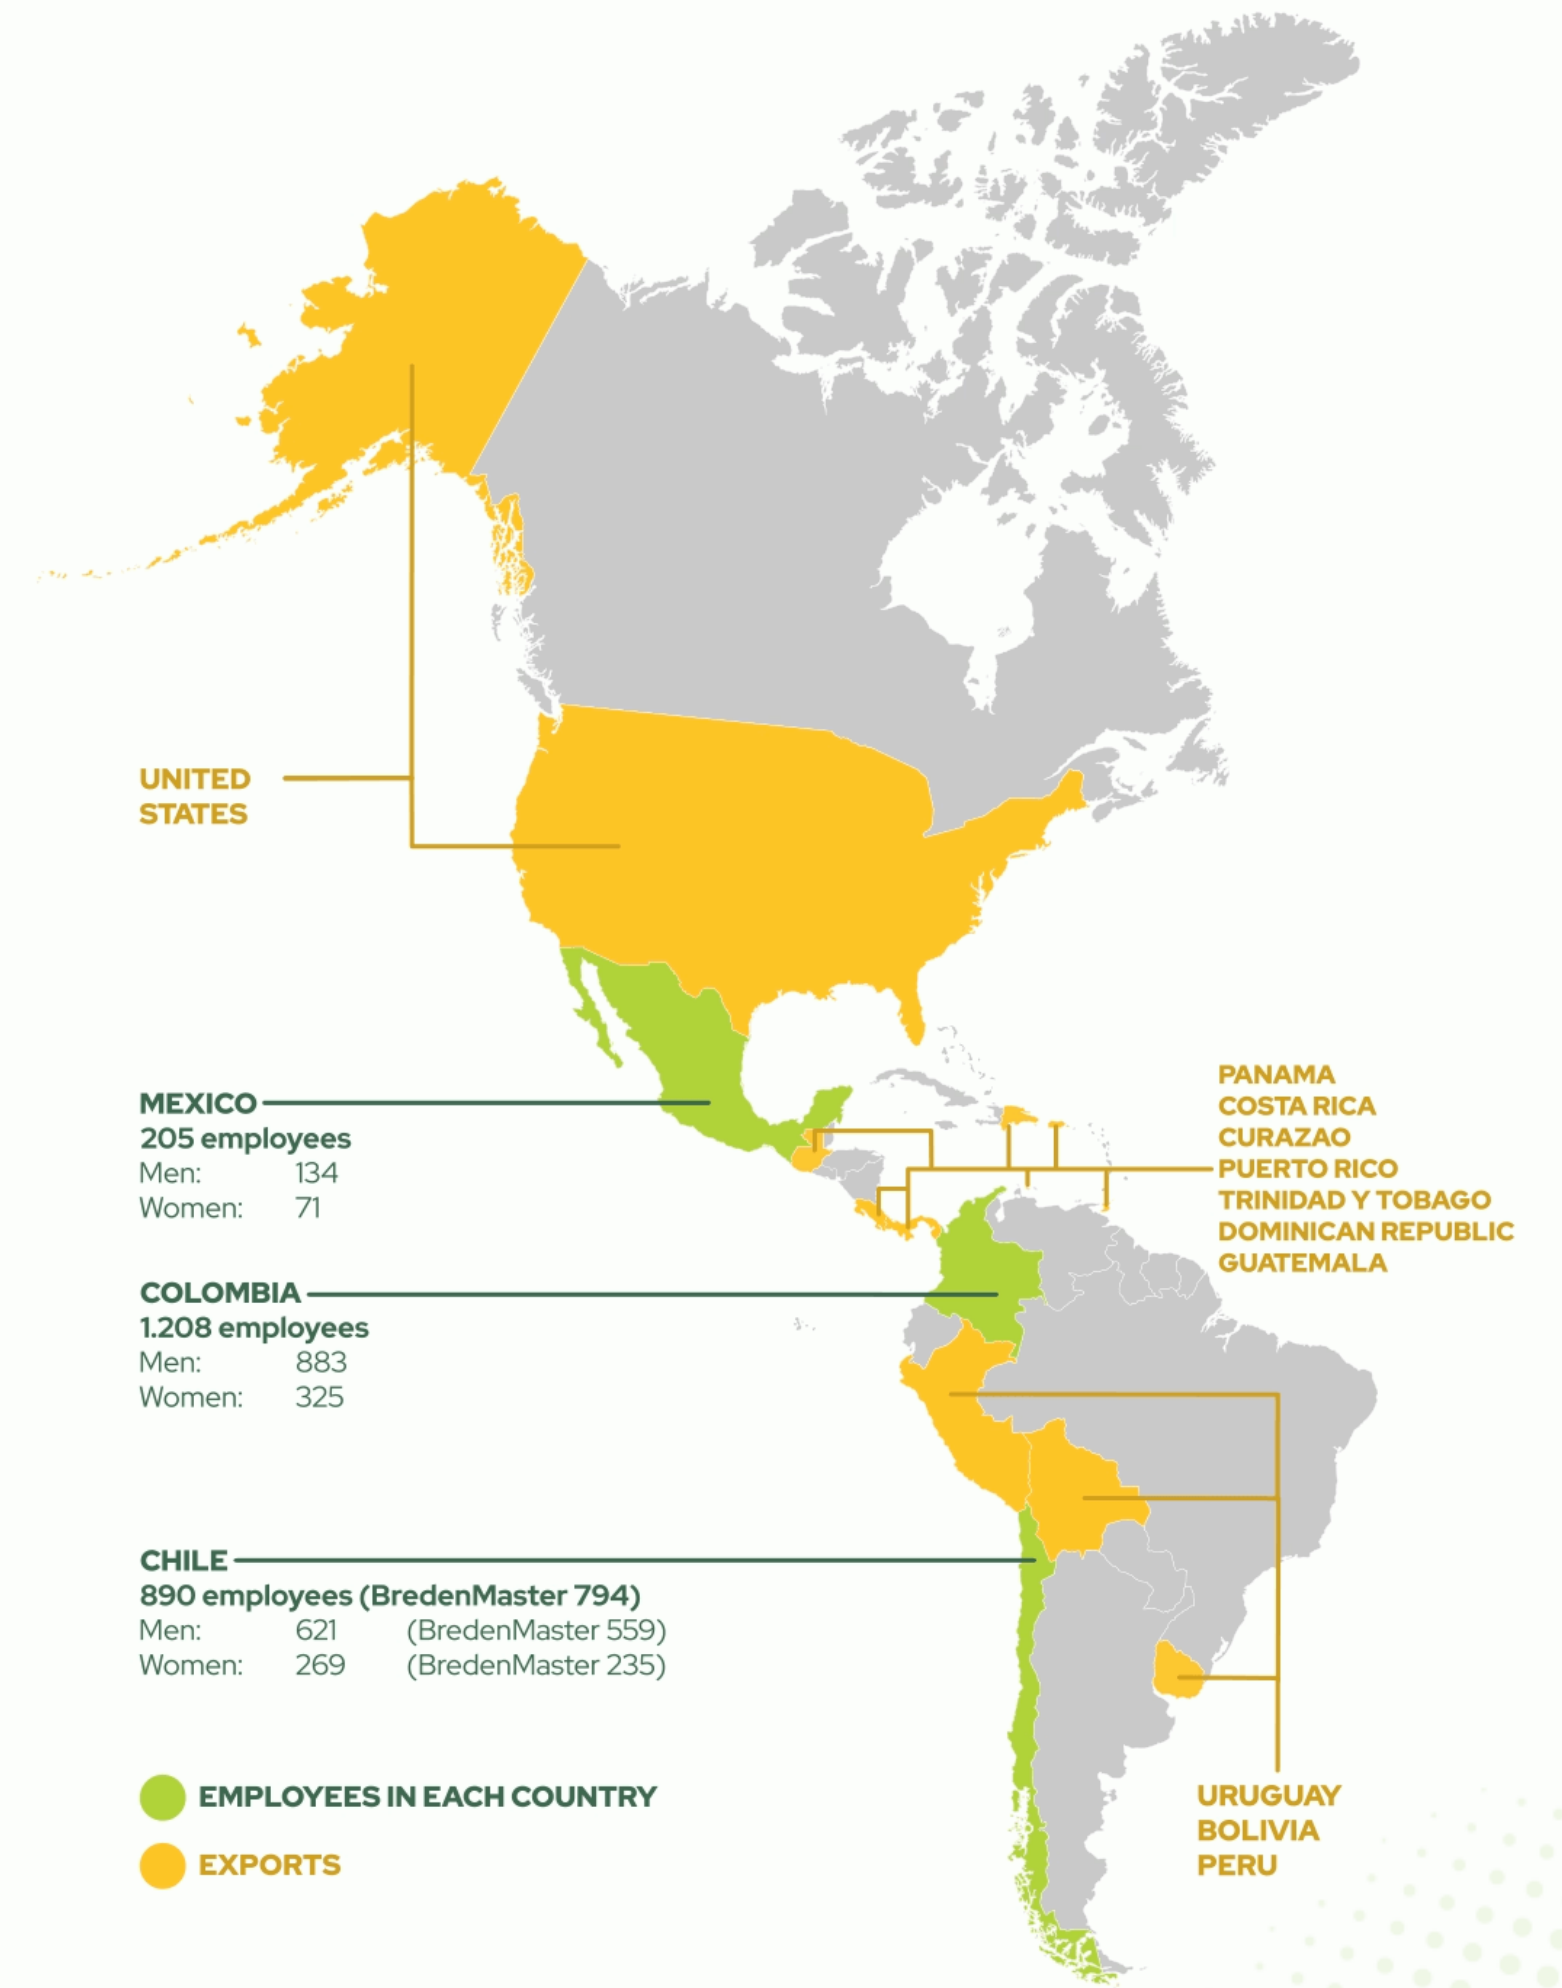 UNITED
STATES
MEXICO
205 employees
Men: 134
Women: 71
PANAMA
COSTA RICA
CURAZAO
PUERTO RICO
TRINIDAD Y TOBAGO
DOMINICAN REPUBLIC
GUATEMALA
COLOMBIA
1.208 employees
Men: 883
Women: 325
CHILE
890 employees (BredenMaster 794)
Men: 621 (BredenMaster 559)
Women: 269 (BredenMaster 235)
EMPLOYEES IN EACH COUNTRY
EXPORTS
URUGUAY
BOLIVIA
PERU